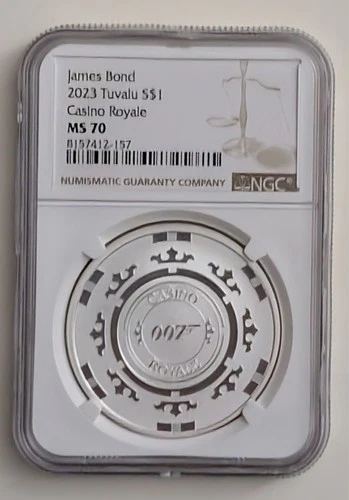 James Bond
2023 Tuvalu S$1
Casino Royale
MS 70
8157412-157
NUMISMATIC GUARANTY COMPANY
NGC®
CASINO
007
ROYALE